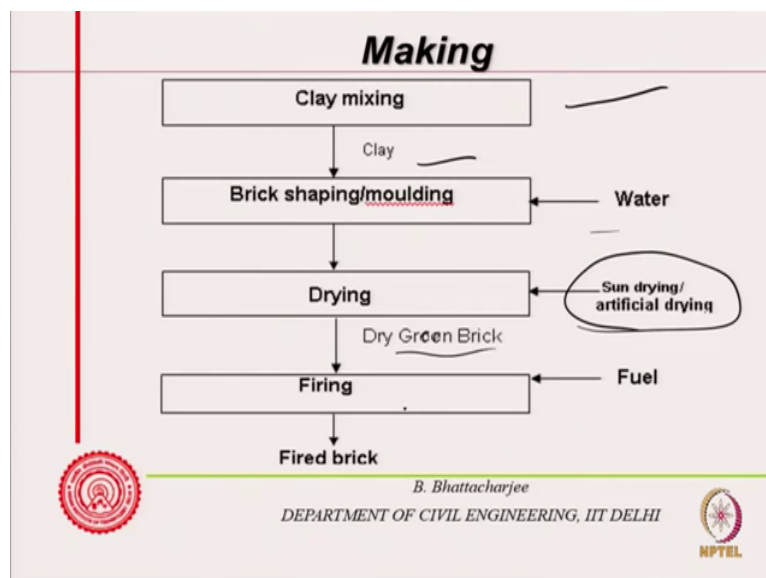 Making
Clay mixing
Clay
Brick shaping/moulding
Water
Drying
Sun drying/
artificial drying
Dry Green Brick
Firing
Fuel
Fired brick
B. Bhattacharjee
DEPARTMENT OF CIVIL ENGINEERING, IIT DELHI
NPTEL